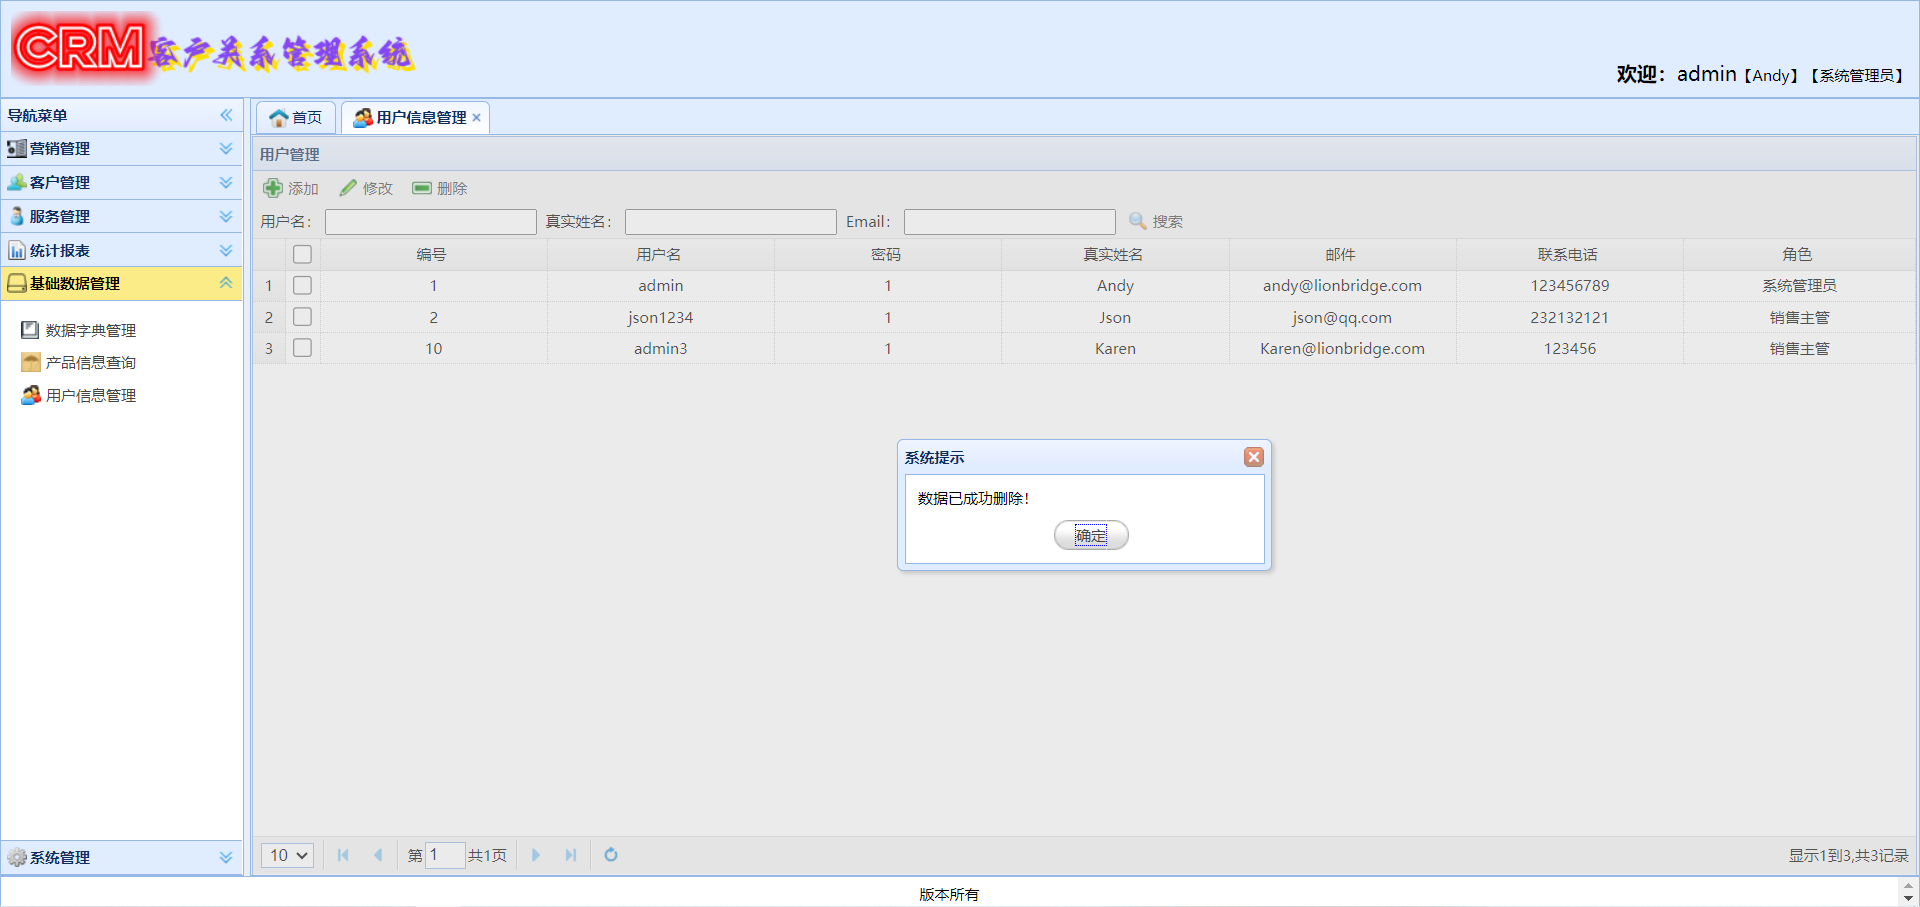 CRM客户关系管理系统
欢迎：admin【Andy】【系统管理员】
导航菜单
营销管理
客户管理
服务管理
统计报表
基础数据管理
数据字典管理
产品信息查询
用户信息管理
系统管理
首页 用户信息管理
用户管理
添加 修改 删除
用户名： 真实姓名： Email： 搜索
编号 用户名 密码 真实姓名 邮件 联系电话 角色
1 1 admin 1 Andy andy@lionbridge.com 123456789 系统管理员
2 2 json1234 1 Json json@qq.com 232132121 销售主管
3 10 admin3 1 Karen Karen@lionbridge.com 123456 销售主管
系统提示
数据已成功删除！
确定
10 第 1 共1页 显示1到3,共3记录
版本所有